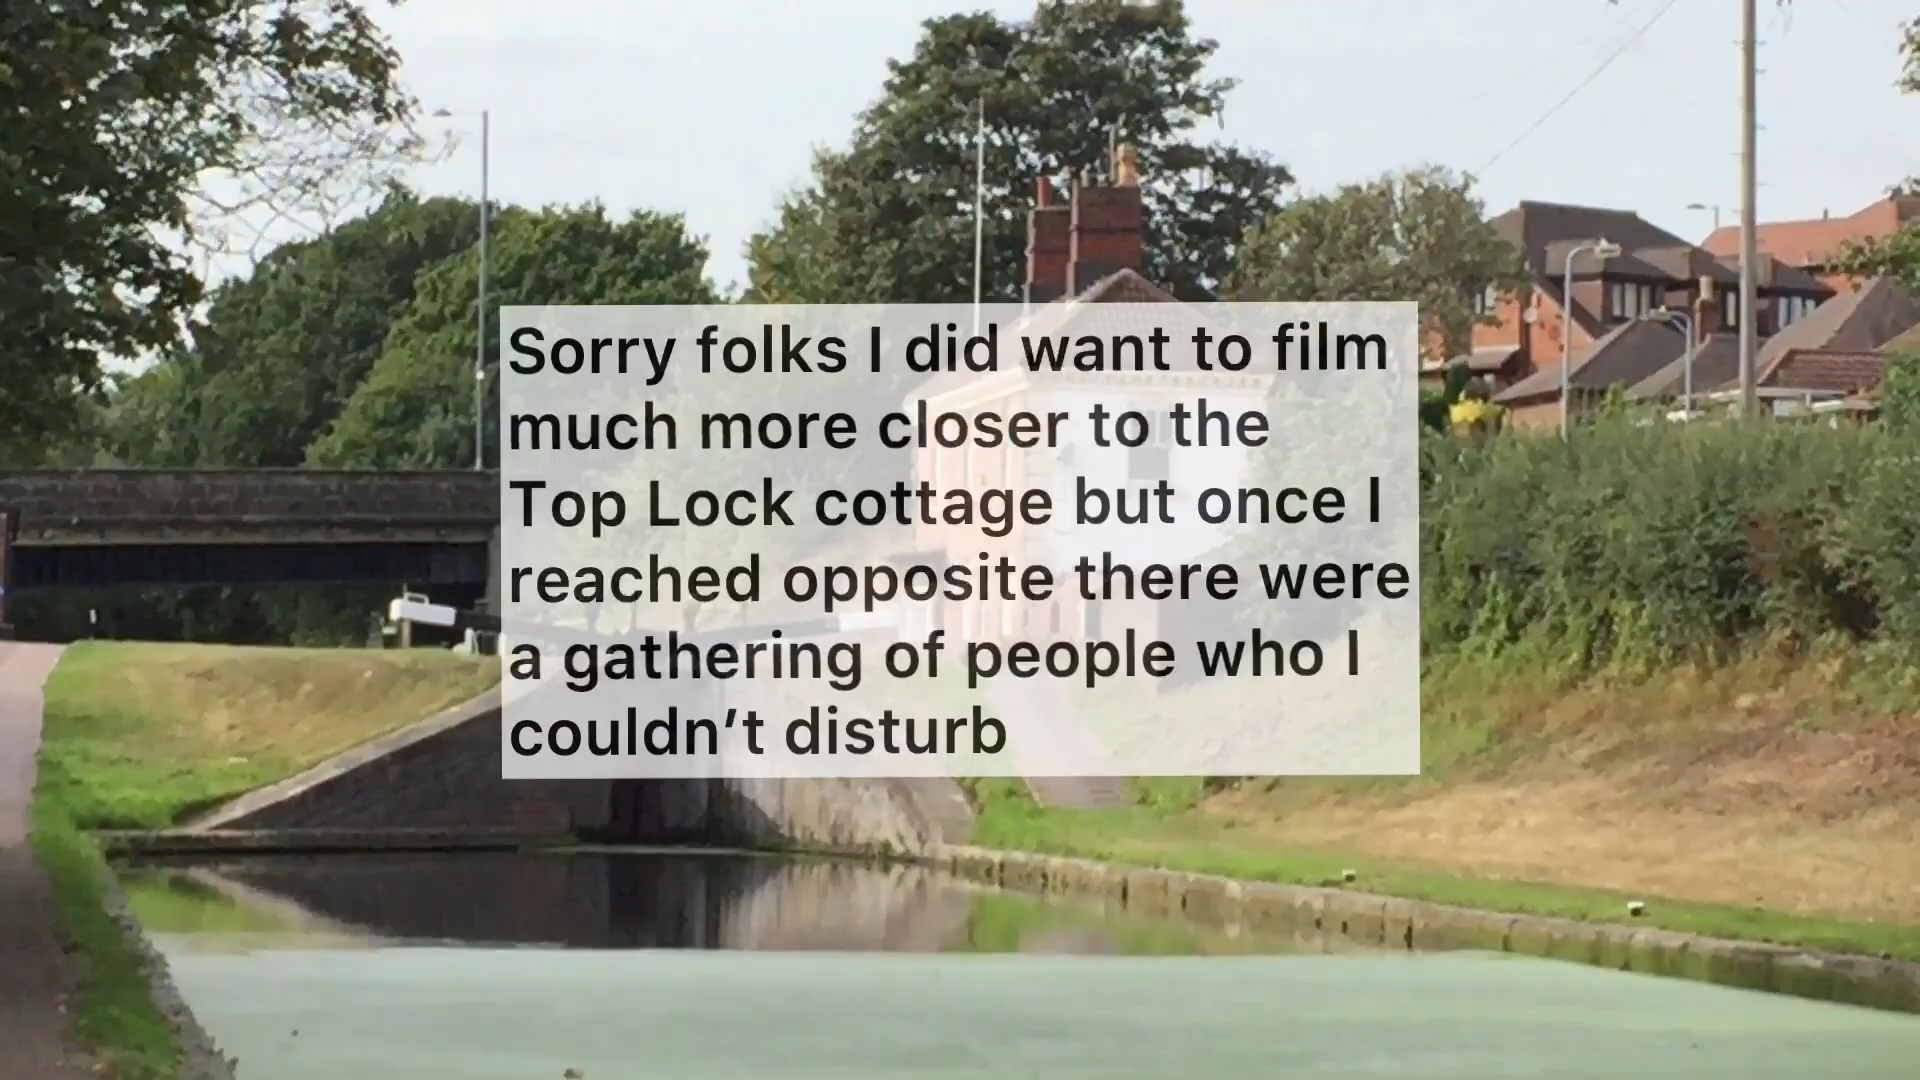 Sorry folks I did want to film
much more closer to the
Top Lock cottage but once I
reached opposite there were
a gathering of people who I
couldn’t disturb